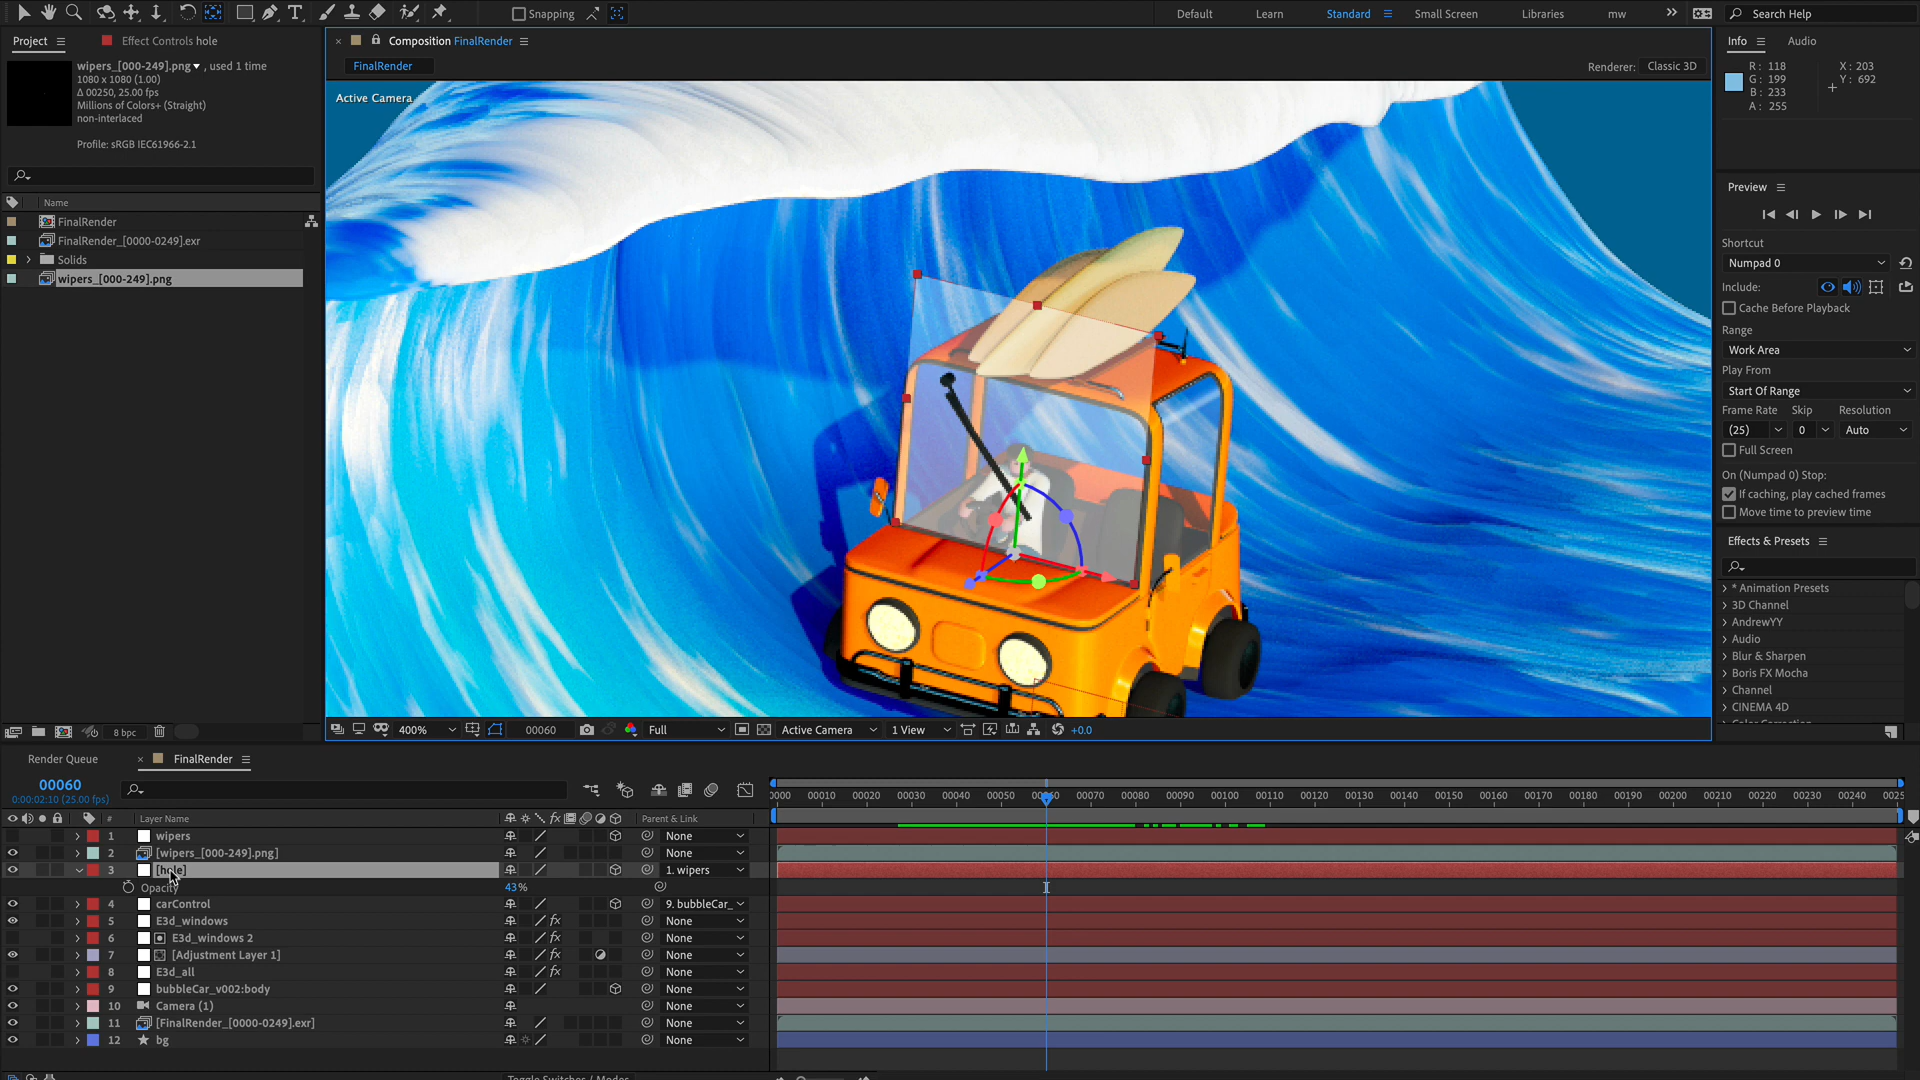 Snapping
Default
Learn
Standard
Small Screen
Libraries
mw
Search Help
Project
Effect Controls hole
wipers_[000-249].png , used 1 time
1080 x 1080 (1.00)
Δ 00250, 25.00 fps
Millions of Colors+ (Straight)
non-interlaced
Profile: sRGB IEC61966-2.1
Name
FinalRender
FinalRender_[0000-0249].exr
Solids
wipers_[000-249].png
8 bpc
× Composition FinalRender
FinalRender
Renderer: Classic 3D
Active Camera
400%
00060
Full
Active Camera
1 View
+0.0
Info
Audio
R: 118
G: 199
B: 233
A: 255
X: 203
Y: 692
Preview
Shortcut
Numpad 0
Include:
Cache Before Playback
Range
Work Area
Play From
Start Of Range
Frame Rate Skip Resolution
(25) 0 Auto
Full Screen
On (Numpad 0) Stop:
If caching, play cached frames
Move time to preview time
Effects & Presets
* Animation Presets
3D Channel
AndrewYY
Audio
Blur & Sharpen
Boris FX Mocha
Channel
CINEMA 4D
Render Queue
× FinalRender
00060
0:00:02:10 (25.00 fps)
0000 00010 00020 00030 00040 00050 00060 00070 00080 00090 00100 00110 00120 00130 00140 00150 00160 00170 00180 00190 00200 00210 00220 00230 00240 0025
# Layer Name fx Parent & Link
1 wipers None
2 [wipers_[000-249].png] None
3 [hole] 1. wipers
Opacity 43%
4 carControl 9. bubbleCar_
5 E3d_windows fx None
6 E3d_windows 2 fx None
7 [Adjustment Layer 1] fx None
8 E3d_all fx None
9 bubbleCar_v002:body None
10 Camera (1) None
11 [FinalRender_[0000-0249].exr] None
12 bg None
Toggle Switches / Modes